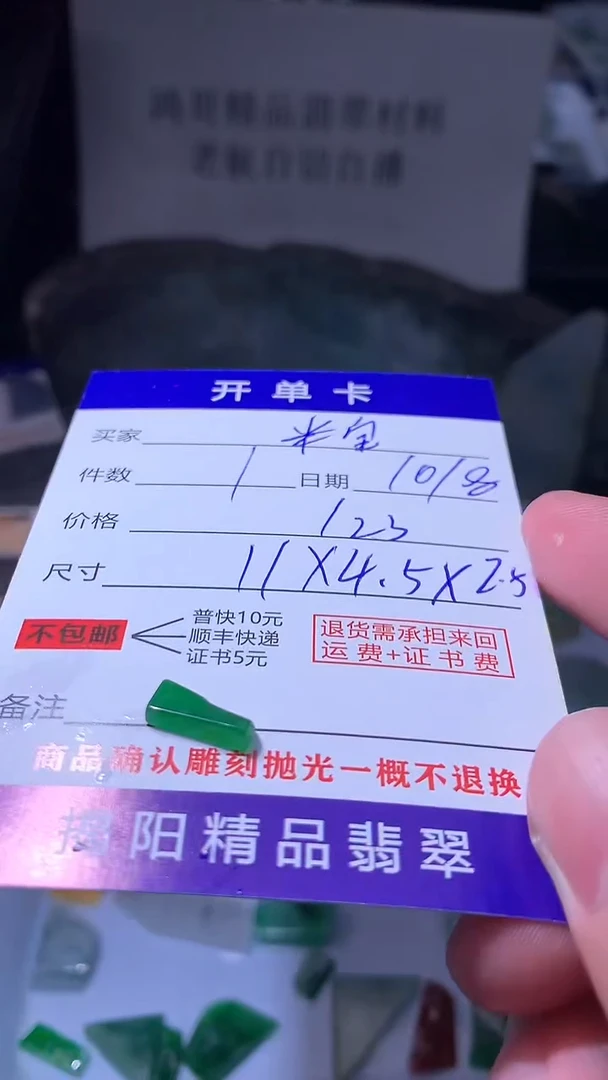 开单卡
买家 米宝
件数 1 日期 10/8
价格 123
尺寸 11X4.5X2.5
不包邮
普快10元
顺丰快递
证书5元
退货需承担来回
运费+证书费
备注
商品确认雕刻抛光一概不退换
揭阳精品翡翠